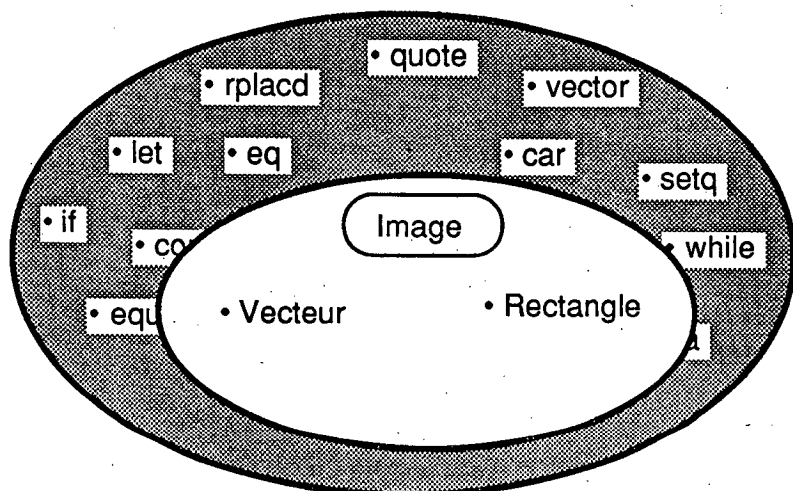 • quote
• rplacd
• vector
• let
• eq
• car
• setq
• if
Image
• while
• Vecteur
• Rectangle